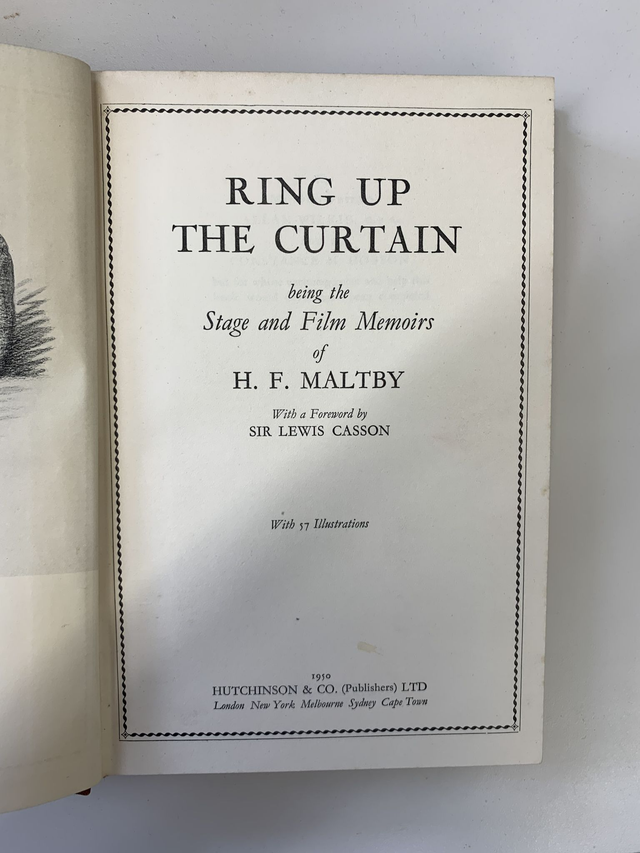 RING UP
THE CURTAIN
being the
Stage and Film Memoirs
of
H. F. MALTBY
With a Foreword by
SIR LEWIS CASSON
With 57 Illustrations
1950
HUTCHINSON & CO. (Publishers) LTD
London New York Melbourne Sydney Cape Town